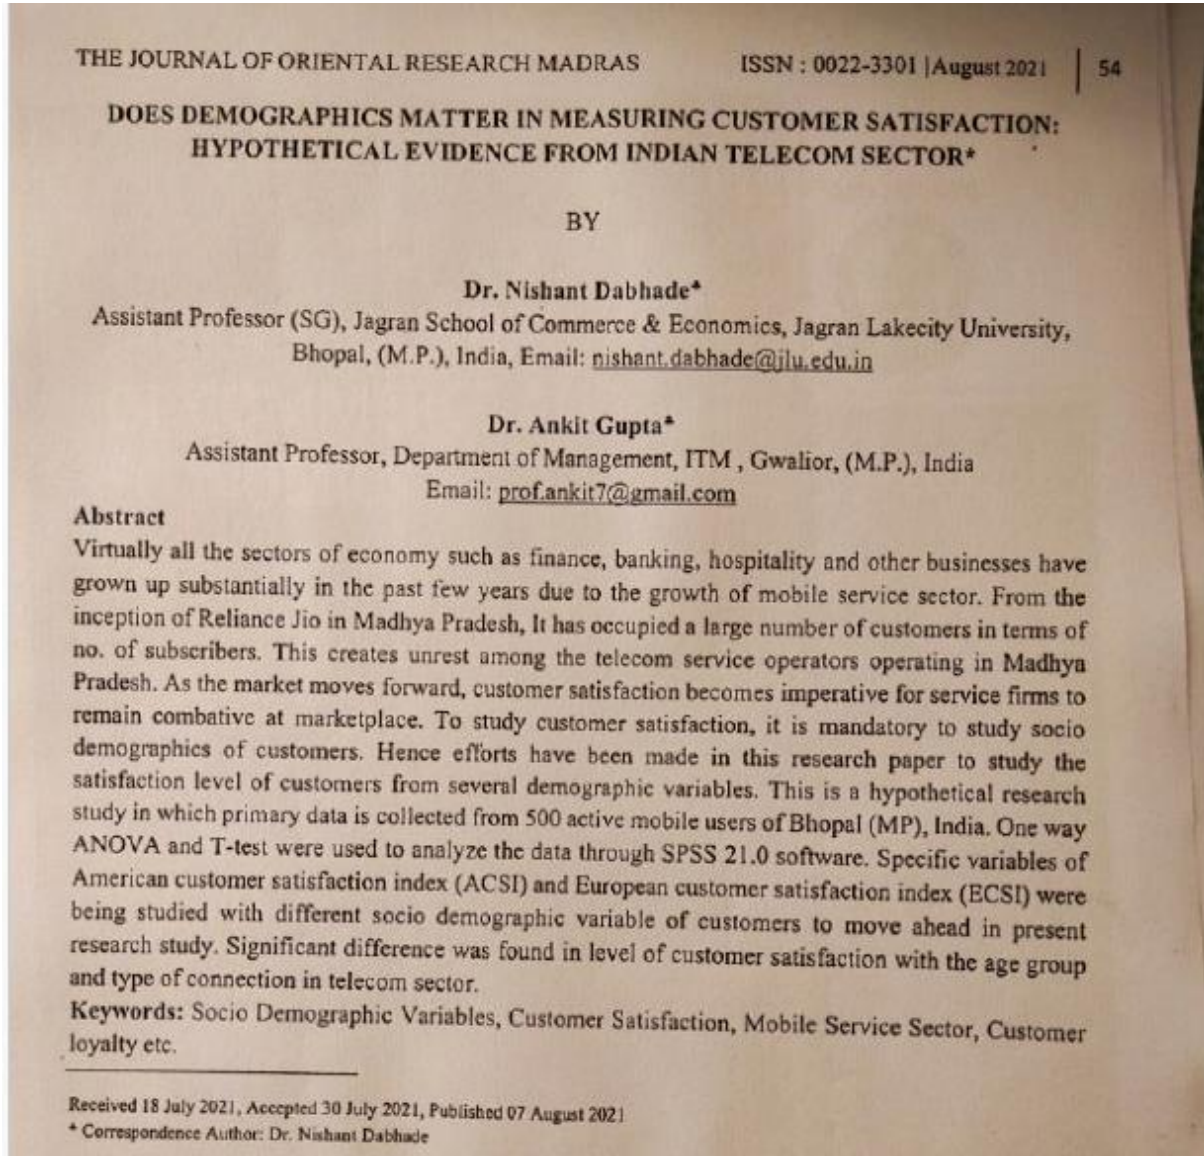 THE JOURNAL OF ORIENTAL RESEARCH MADRAS ISSN : 0022-3301 |August 2021 | 54
DOES DEMOGRAPHICS MATTER IN MEASURING CUSTOMER SATISFACTION:
HYPOTHETICAL EVIDENCE FROM INDIAN TELECOM SECTOR*
BY
Dr. Nishant Dabhade♣
Assistant Professor (SG), Jagran School of Commerce & Economics, Jagran Lakecity University,
Bhopal, (M.P.), India, Email: nishant.dabhade@jlu.edu.in
Dr. Ankit Gupta♣
Assistant Professor, Department of Management, ITM , Gwalior, (M.P.), India
Email: prof.ankit7@gmail.com
Abstract
Virtually all the sectors of economy such as finance, banking, hospitality and other businesses have
grown up substantially in the past few years due to the growth of mobile service sector. From the
inception of Reliance Jio in Madhya Pradesh, It has occupied a large number of customers in terms of
no. of subscribers. This creates unrest among the telecom service operators operating in Madhya
Pradesh. As the market moves forward, customer satisfaction becomes imperative for service firms to
remain combative at marketplace. To study customer satisfaction, it is mandatory to study socio
demographics of customers. Hence efforts have been made in this research paper to study the
satisfaction level of customers from several demographic variables. This is a hypothetical research
study in which primary data is collected from 500 active mobile users of Bhopal (MP), India. One way
ANOVA and T-test were used to analyze the data through SPSS 21.0 software. Specific variables of
American customer satisfaction index (ACSI) and European customer satisfaction index (ECSI) were
being studied with different socio demographic variable of customers to move ahead in present
research study. Significant difference was found in level of customer satisfaction with the age group
and type of connection in telecom sector.
Keywords: Socio Demographic Variables, Customer Satisfaction, Mobile Service Sector, Customer
loyalty etc.
Received 18 July 2021, Accepted 30 July 2021, Published 07 August 2021
♣ Correspondence Author: Dr. Nishant Dabhade